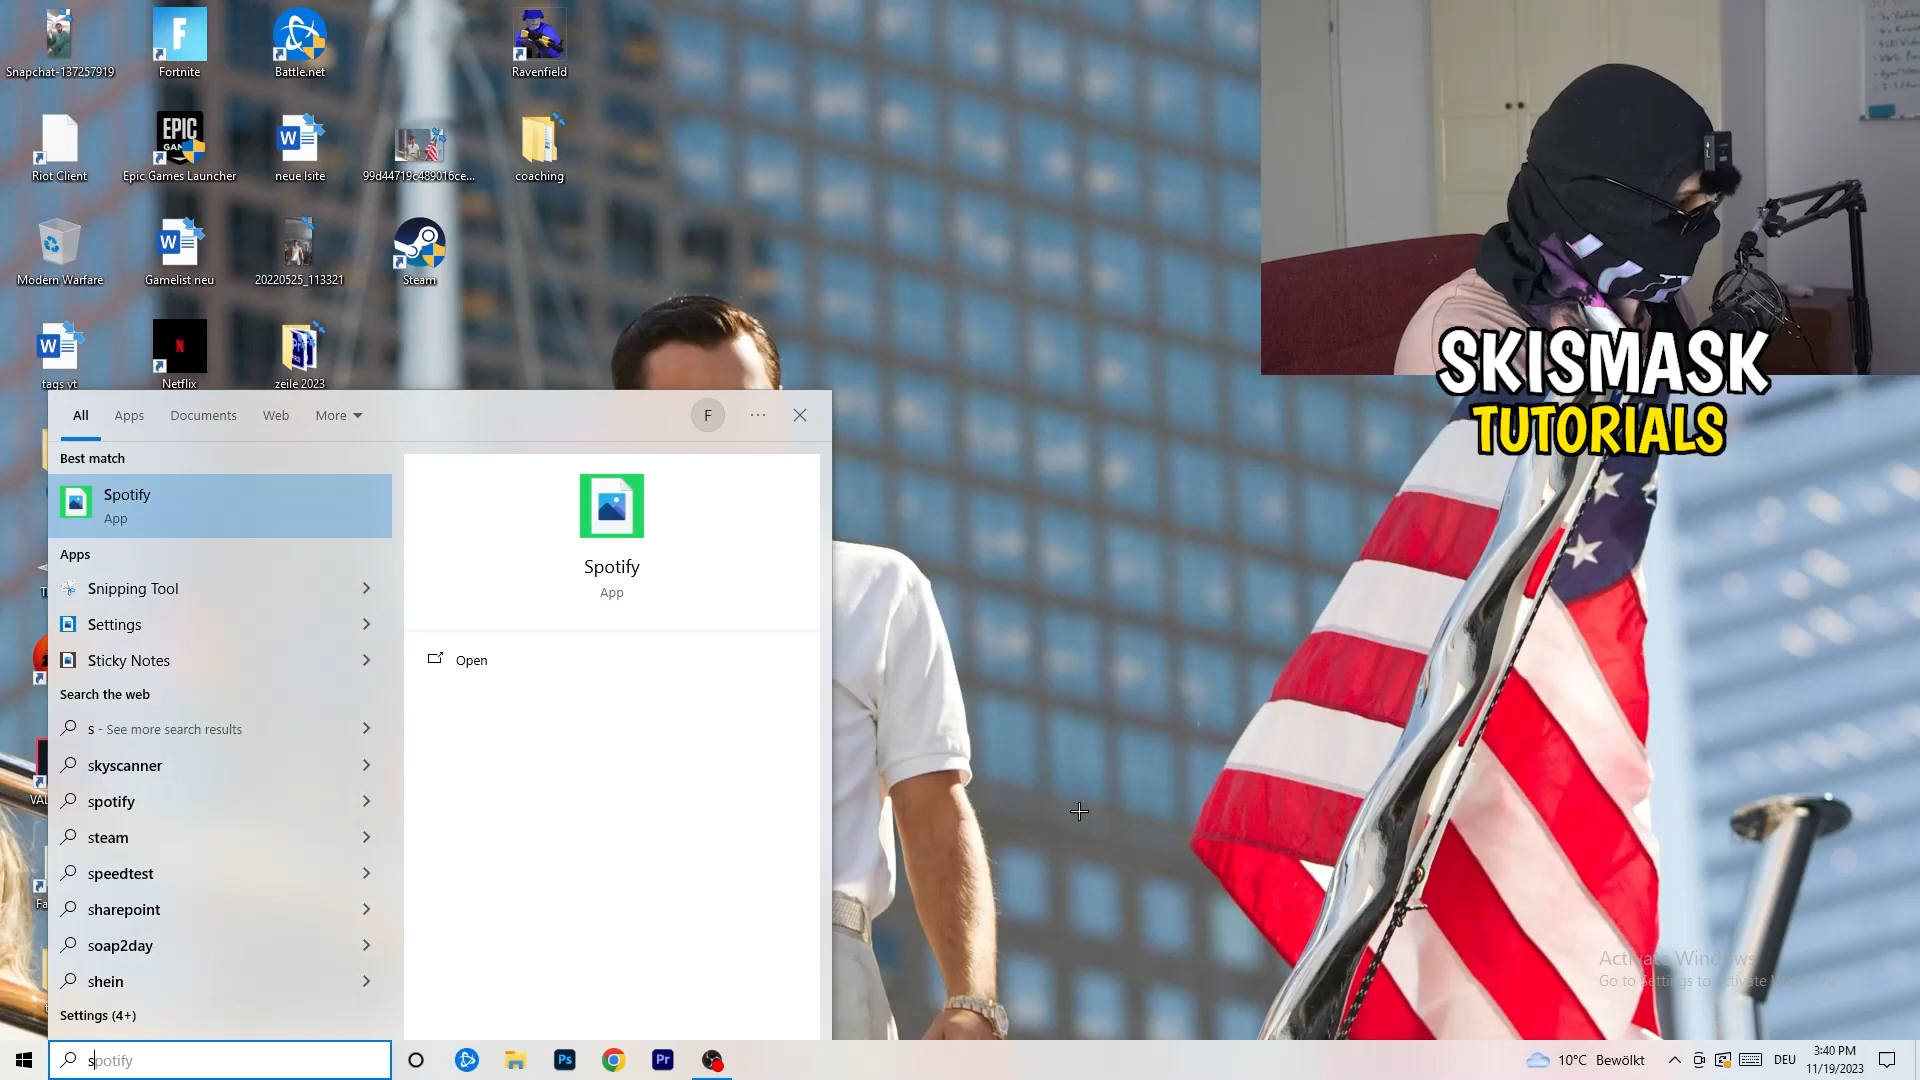 Snapchat-137257919
Fortnite
Battle.net
Ravenfield
Riot Client
EPIC
Epic Games Launcher
neue lsite
99d44719c489016ce...
coaching
Modern Warfare
Gamelist neu
20220525_113321
Steam
tags yt
Netflix
zeile 2023
SKISMASK
TUTORIALS
All
Apps
Documents
Web
More
F
Best match
Spotify
App
Apps
Snipping Tool
Settings
Sticky Notes
Search the web
s - See more search results
skyscanner
spotify
steam
speedtest
sharepoint
soap2day
shein
Settings (4+)
Spotify
App
Open
Activate Windows
Go to Settings to activate
spotify
Ps
Pr
10°C Bewölkt
DEU
3:40 PM
11/19/2023